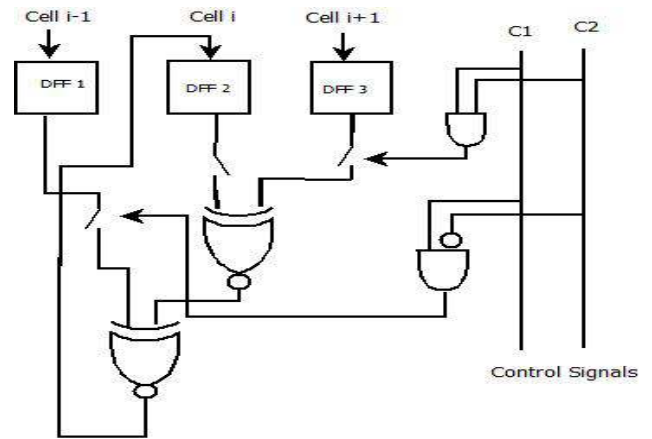 Cell i-1
Cell i
Cell i+1
C1
C2
DFF 1
DFF 2
DFF 3
Control Signals